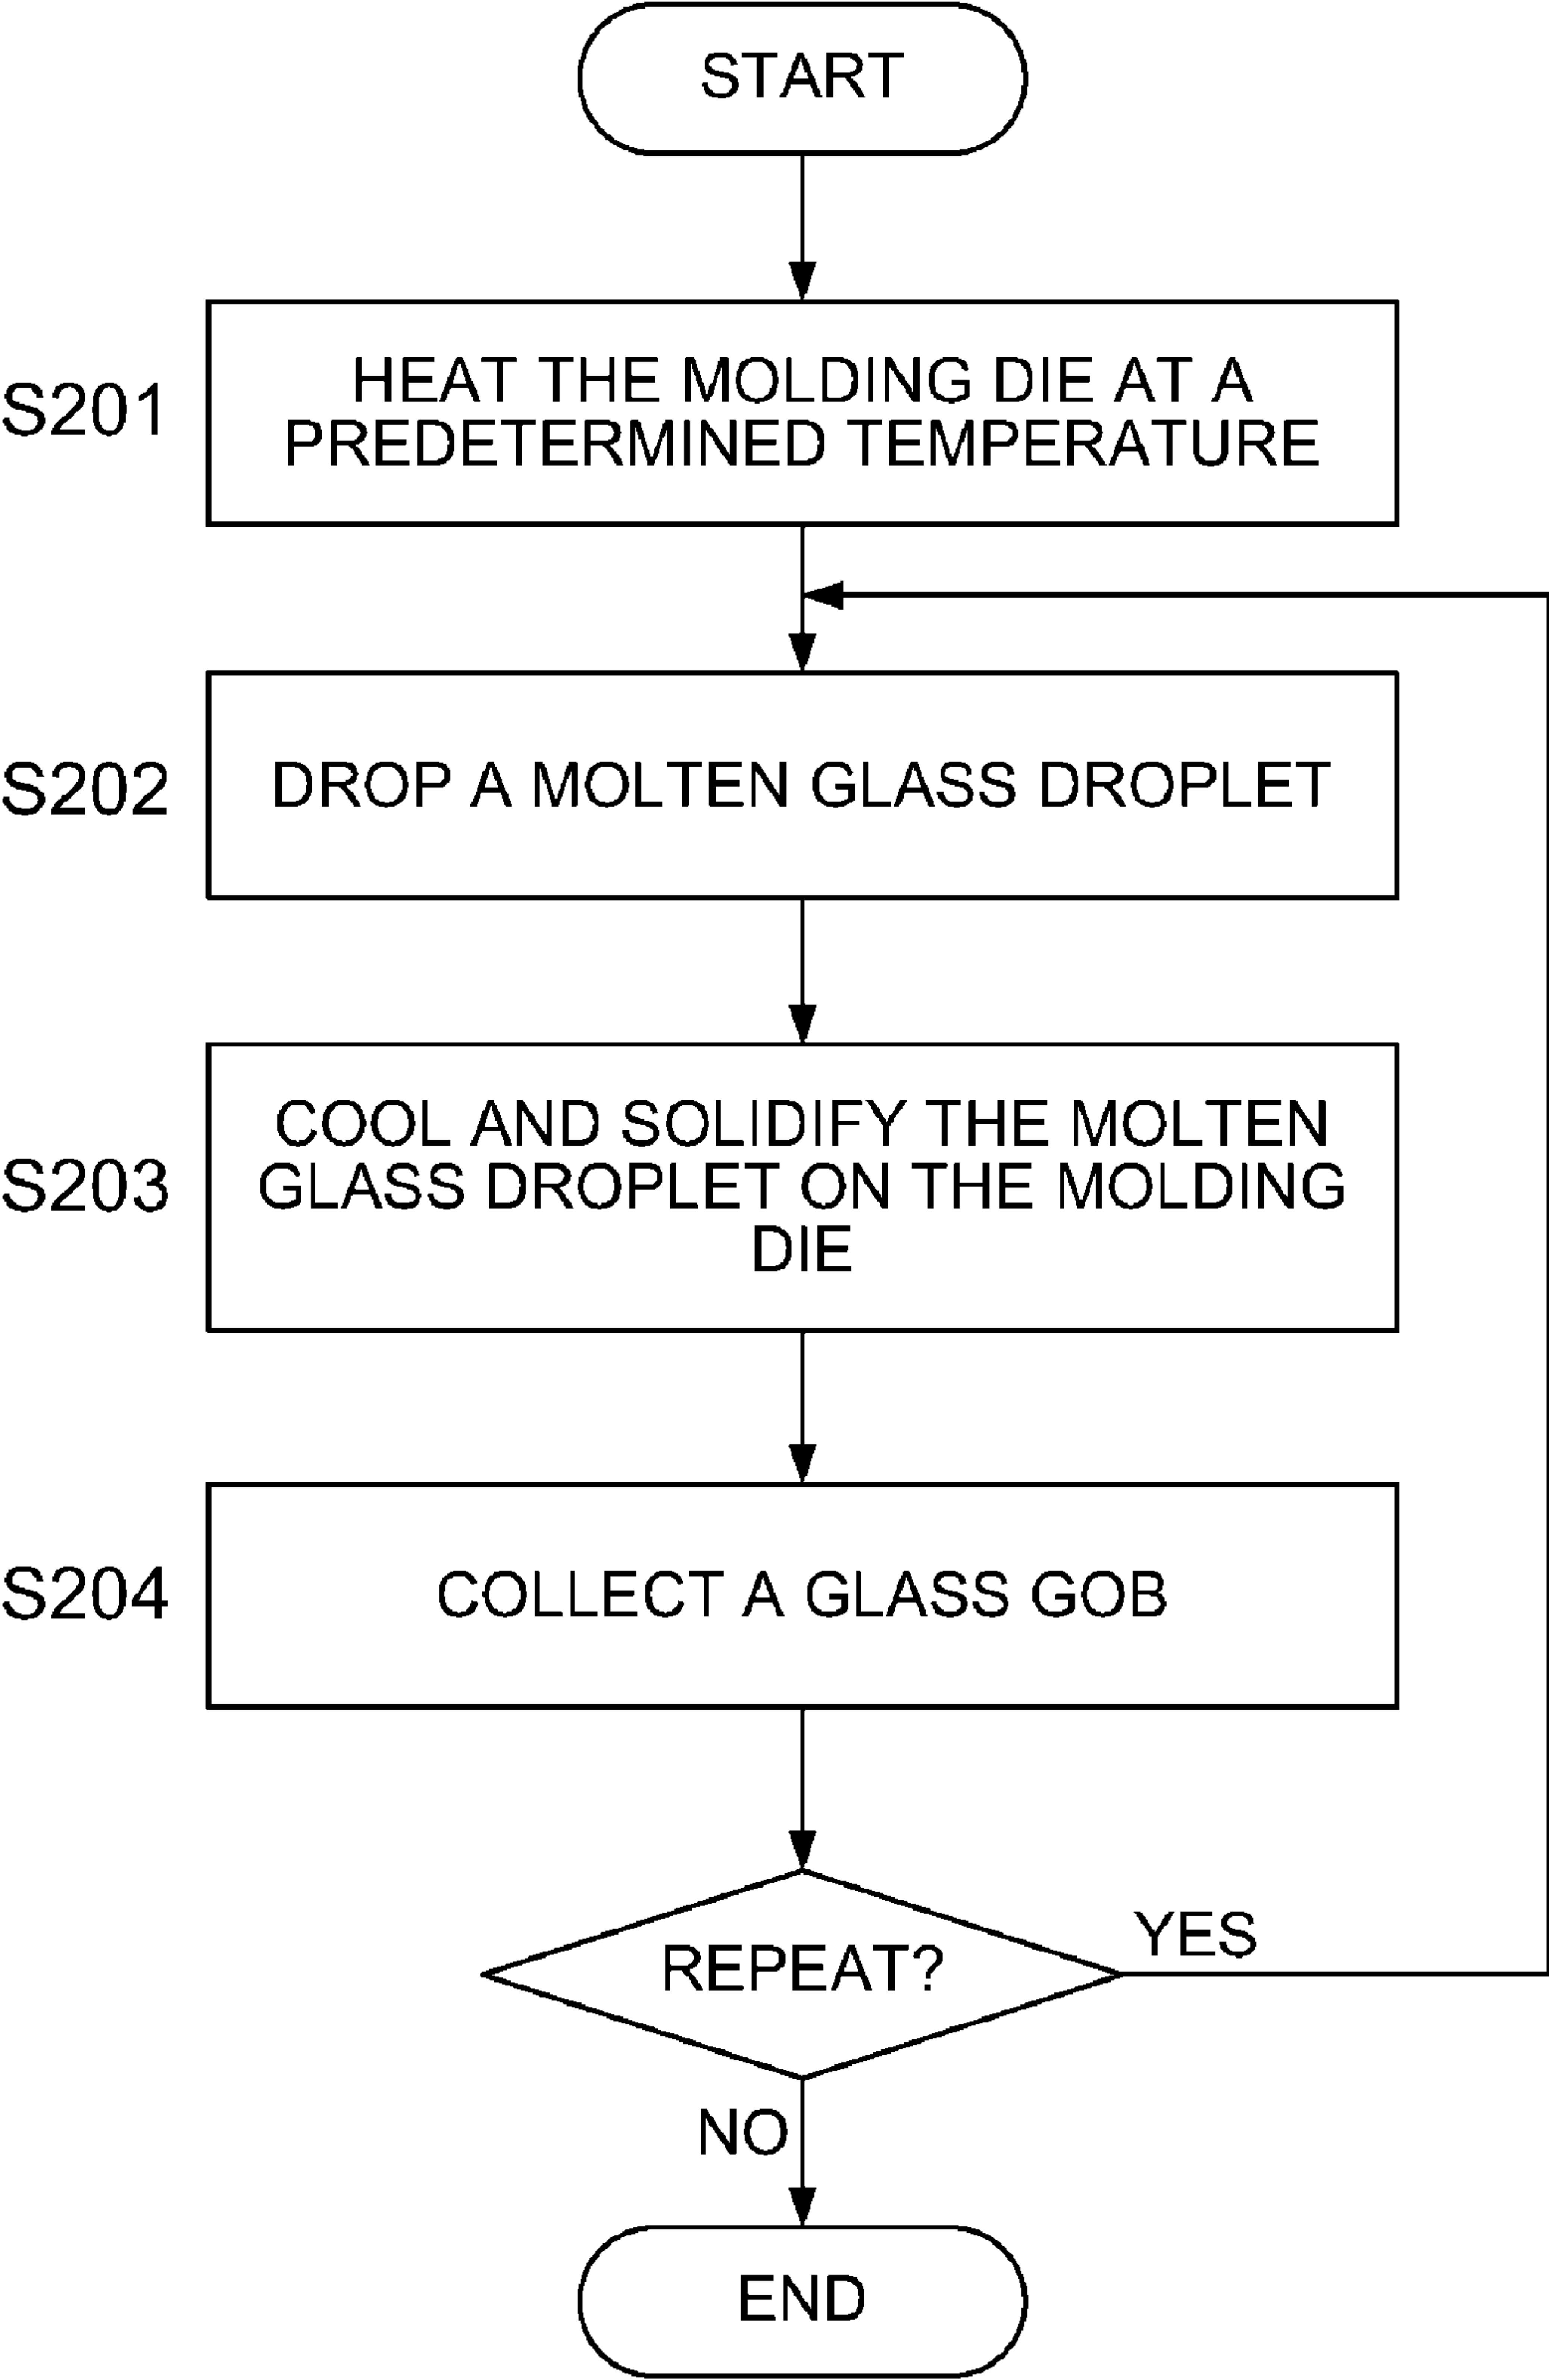 START
S201
HEAT THE MOLDING DIE AT A
PREDETERMINED TEMPERATURE
S202
DROP A MOLTEN GLASS DROPLET
S203
COOL AND SOLIDIFY THE MOLTEN
GLASS DROPLET ON THE MOLDING
DIE
S204
COLLECT A GLASS GOB
REPEAT?
YES
NO
END